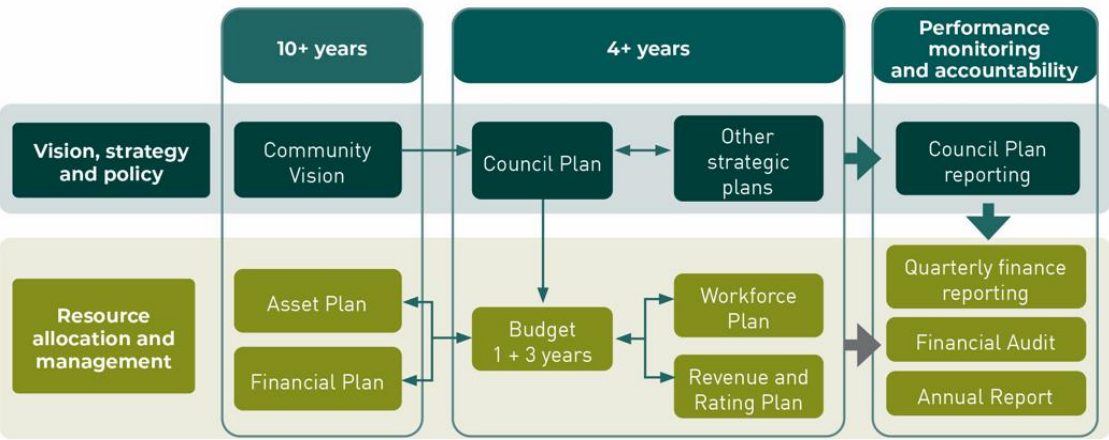 10+ years
4+ years
Performance
monitoring
and accountability
Vision, strategy
and policy
Community
Vision
Council Plan
Other
strategic
plans
Council Plan
reporting
Resource
allocation and
management
Asset Plan
Financial Plan
Budget
1 + 3 years
Workforce
Plan
Revenue and
Rating Plan
Quarterly finance
reporting
Financial Audit
Annual Report